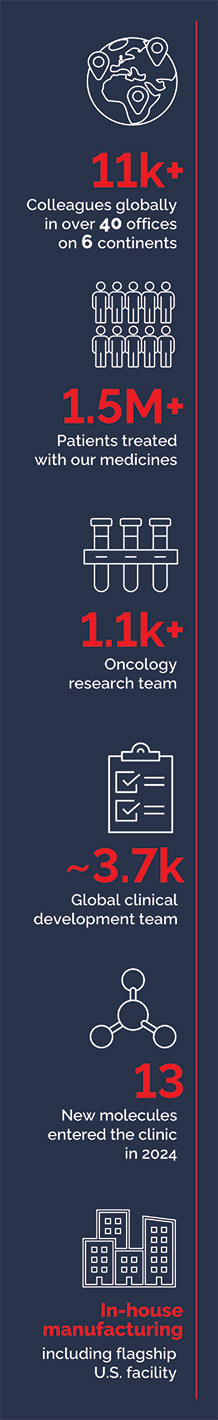 11k+
Colleagues globally
in over 40 offices
on 6 continents
1.5M+
Patients treated
with our medicines
1.1k+
Oncology
research team
~3.7k
Global clinical
development team
13
New molecules
entered the clinic
in 2024
In-house
manufacturing
including flagship
U.S. facility